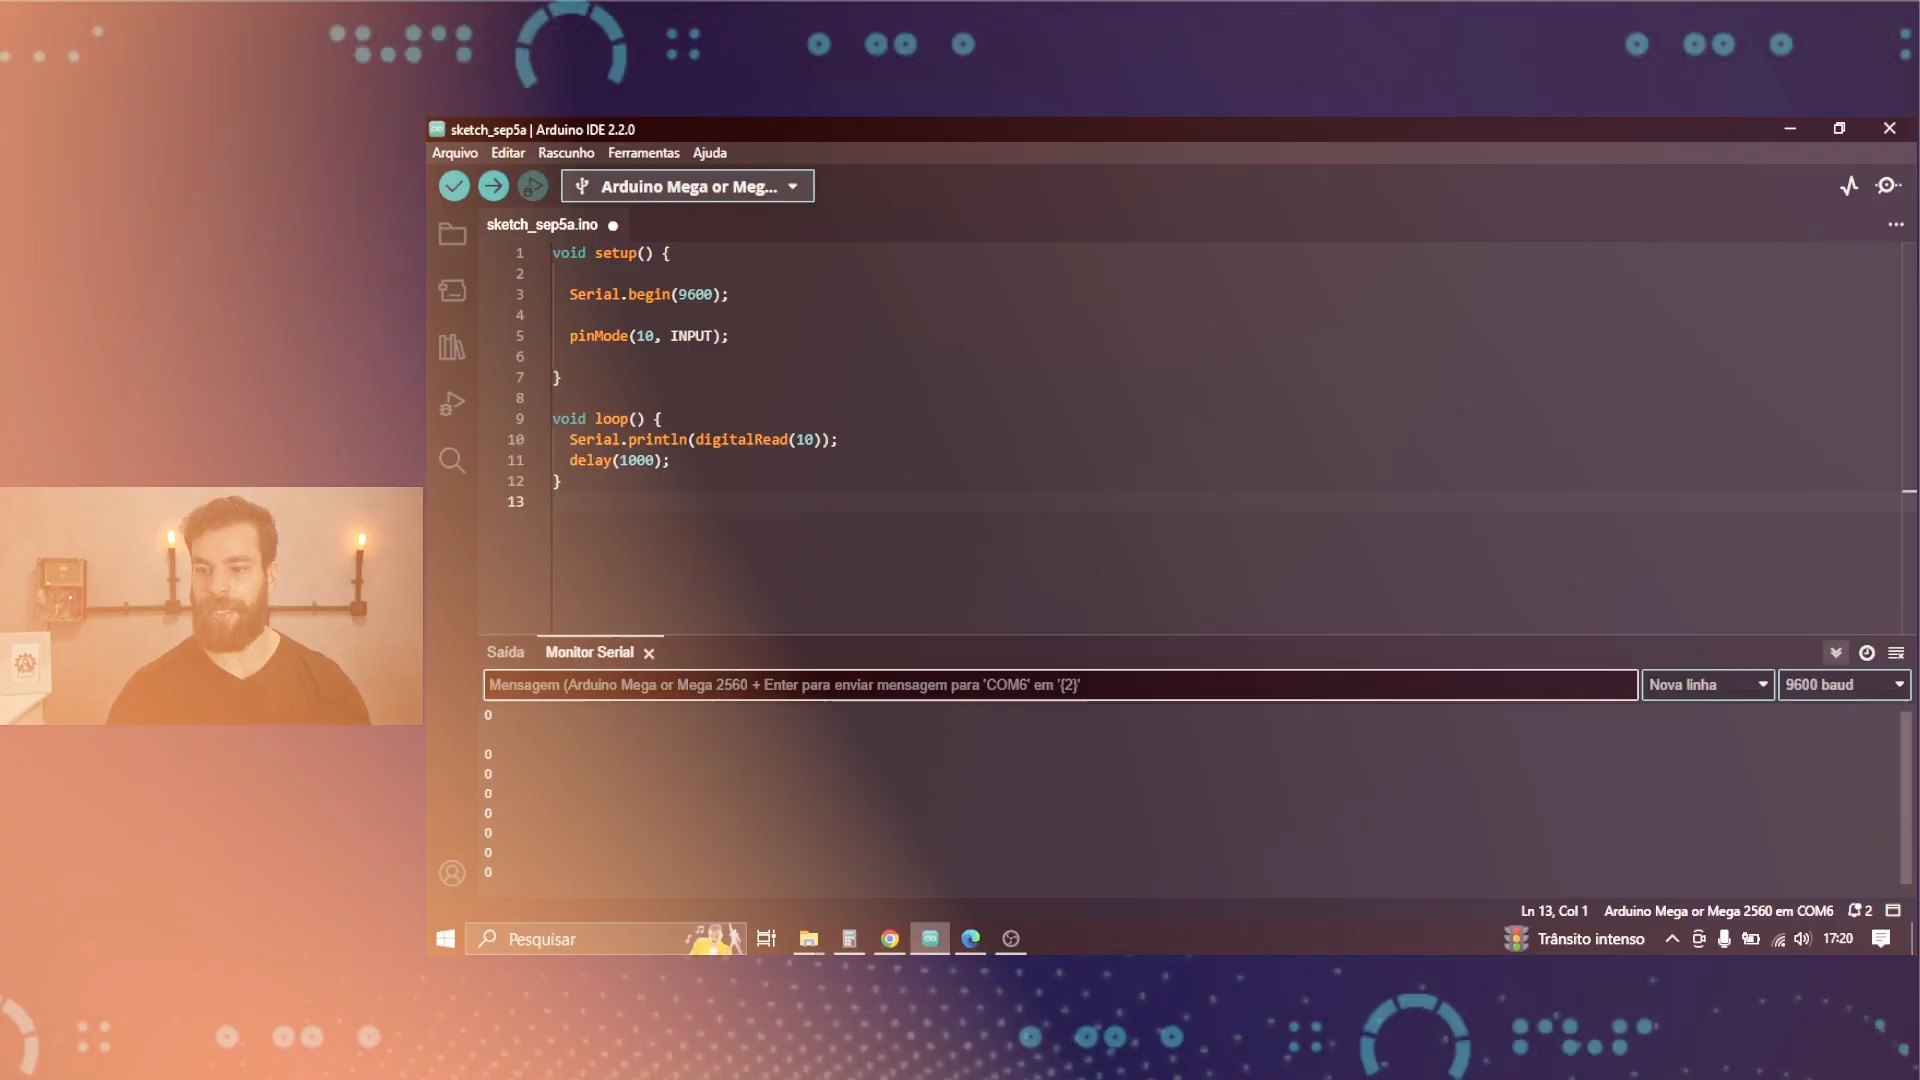 sketch_sep5a | Arduino IDE 2.2.0
Arquivo Editar Rascunho Ferramentas Ajuda
Arduino Mega or Meg...
sketch_sep5a.ino
1 void setup() {
2
3 Serial.begin(9600);
4
5 pinMode(10, INPUT);
6
7 }
8
9 void loop() {
10 Serial.println(digitalRead(10));
11 delay(1000);
12 }
13
Saída Monitor Serial
Mensagem (Arduino Mega or Mega 2560 + Enter para enviar mensagem para 'COM6' em '{2}'
Nova linha
9600 baud
0
0
0
0
0
0
0
0
Ln 13, Col 1 Arduino Mega or Mega 2560 em COM6 2
Pesquisar
Trânsito intenso
17:20